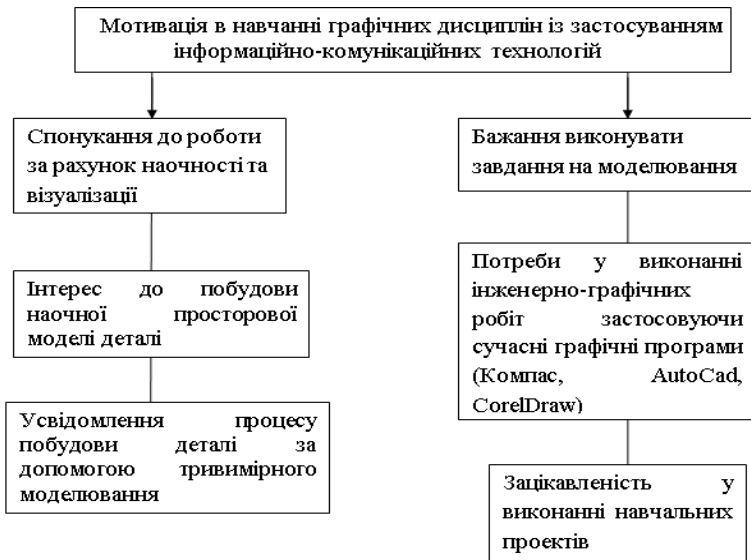 Мотивація в навчанні графічних дисциплін із застосуванням
інформаційно-комунікаційних технологій
Спонукання до роботи
за рахунок наочності та
візуалізації
Інтерес до побудови
наочної просторової
моделі деталі
Усвідомлення процесу
побудови деталі за
допомогою тривимірного
моделювання
Бажання виконувати
завдання на моделювання
Потреби у виконанні
інженерно-графічних
робіт застосовуючи
сучасні графічні програми
(Компас, AutoCad,
CorelDraw)
Зацікавленість у
виконанні навчальних
проектів